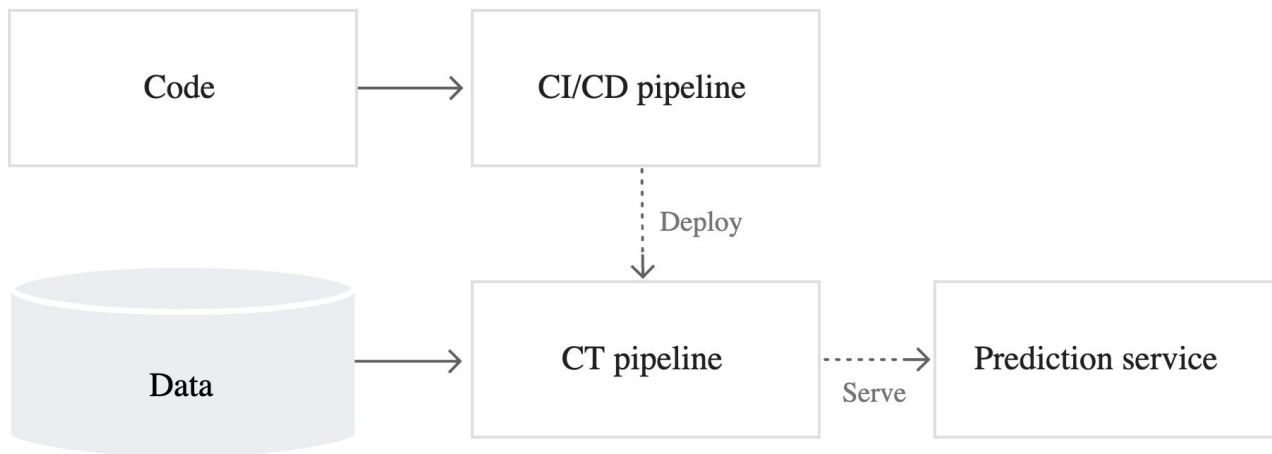 Code
CI/CD pipeline
Deploy
Data
CT pipeline
Serve
Prediction service